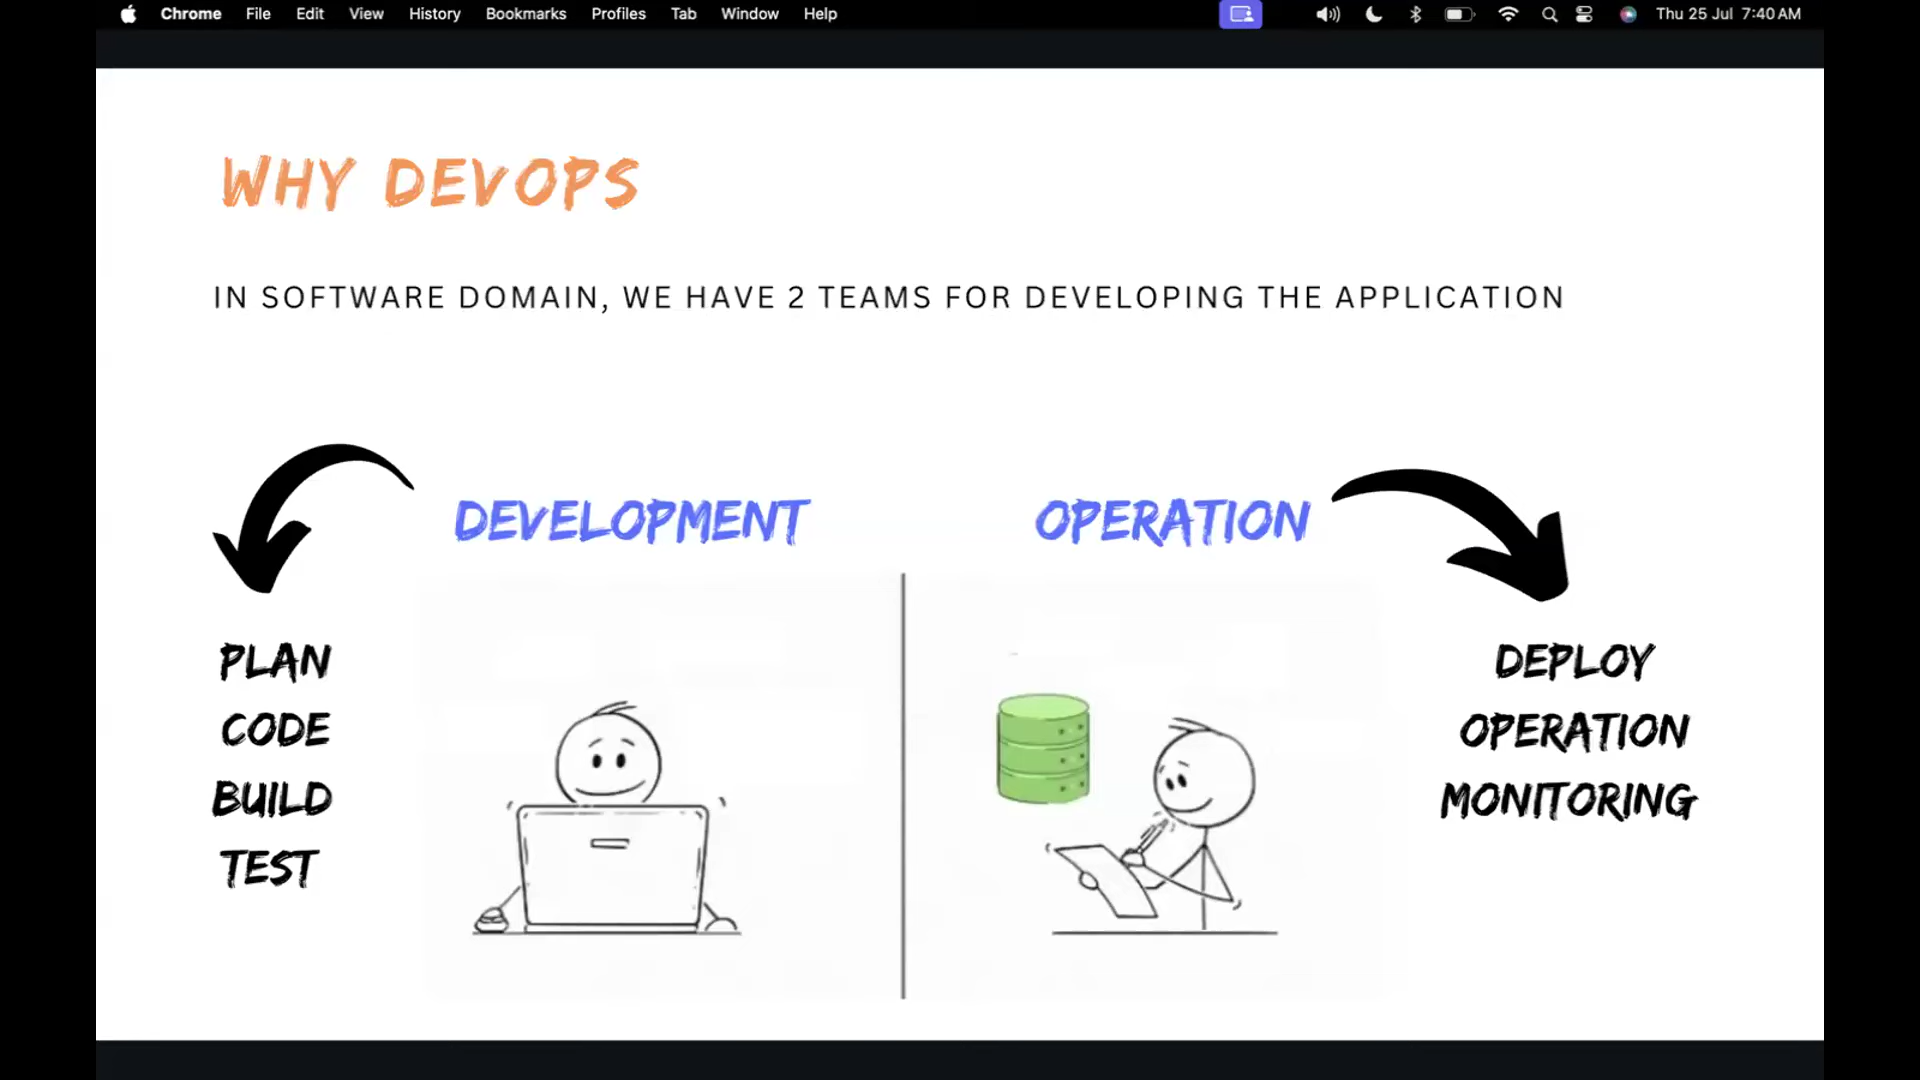 Chrome File Edit View History Bookmarks Profiles Tab Window Help Thu 25 Jul 7:40 AM
WHY DEVOPS
IN SOFTWARE DOMAIN, WE HAVE 2 TEAMS FOR DEVELOPING THE APPLICATION
DEVELOPMENT
OPERATION
PLAN
CODE
BUILD
TEST
DEPLOY
OPERATION
MONITORING